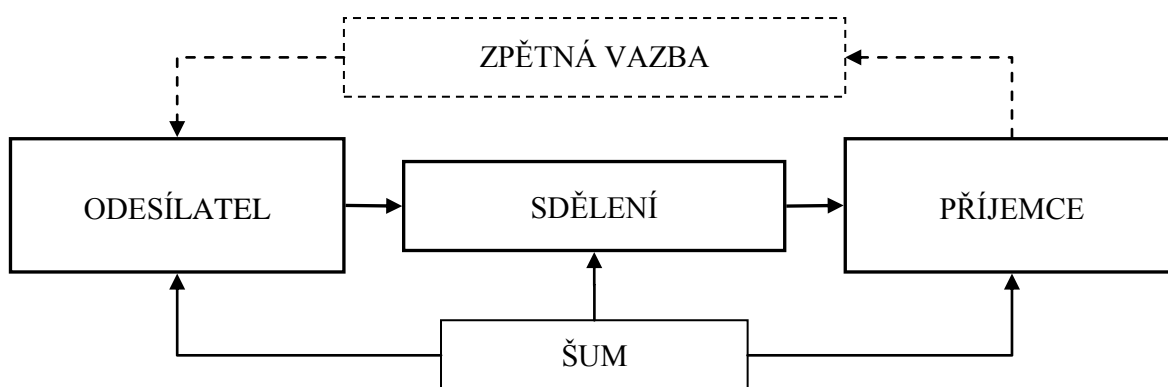 ZPĚTNÁ VAZBA
ODESÍLATEL
SDĚLENÍ
PŘÍJEMCE
ŠUM